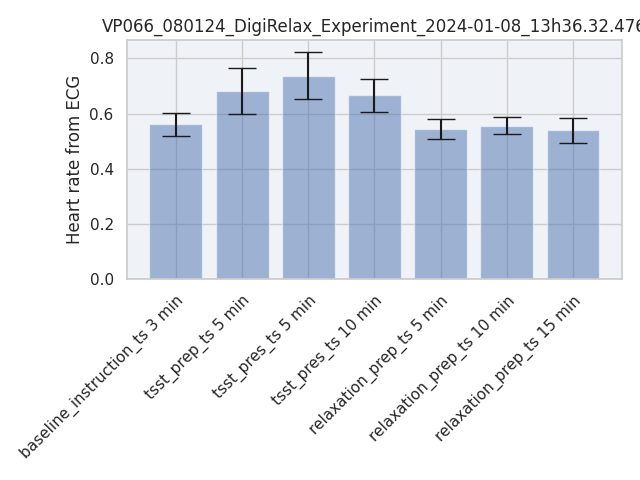 VP066_080124_DigiRelax_Experiment_2024-01-08_13h36.32.476
Heart rate from ECG
0.8
0.6
0.4
0.2
0.0
baseline_instruction_ts 3 min
tsst_prep_ts 5 min
tsst_pres_ts 5 min
tsst_pres_ts 10 min
relaxation_prep_ts 5 min
relaxation_prep_ts 10 min
relaxation_prep_ts 15 min